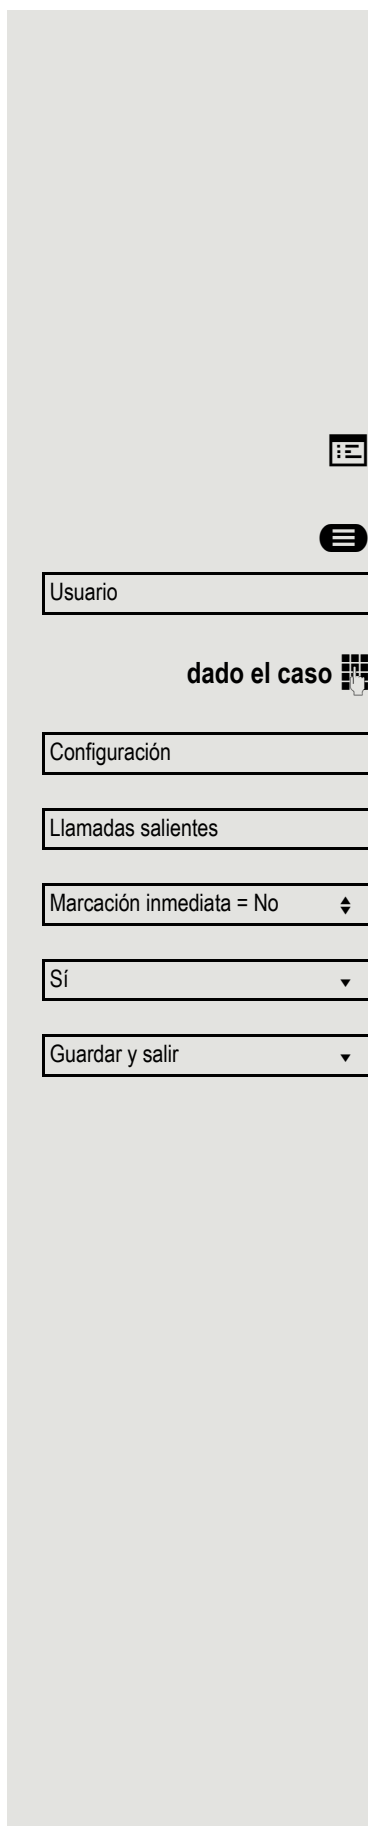 Usuario
dado el caso
Configuración
Llamadas salientes
Marcación inmediata = No
Sí
Guardar y salir